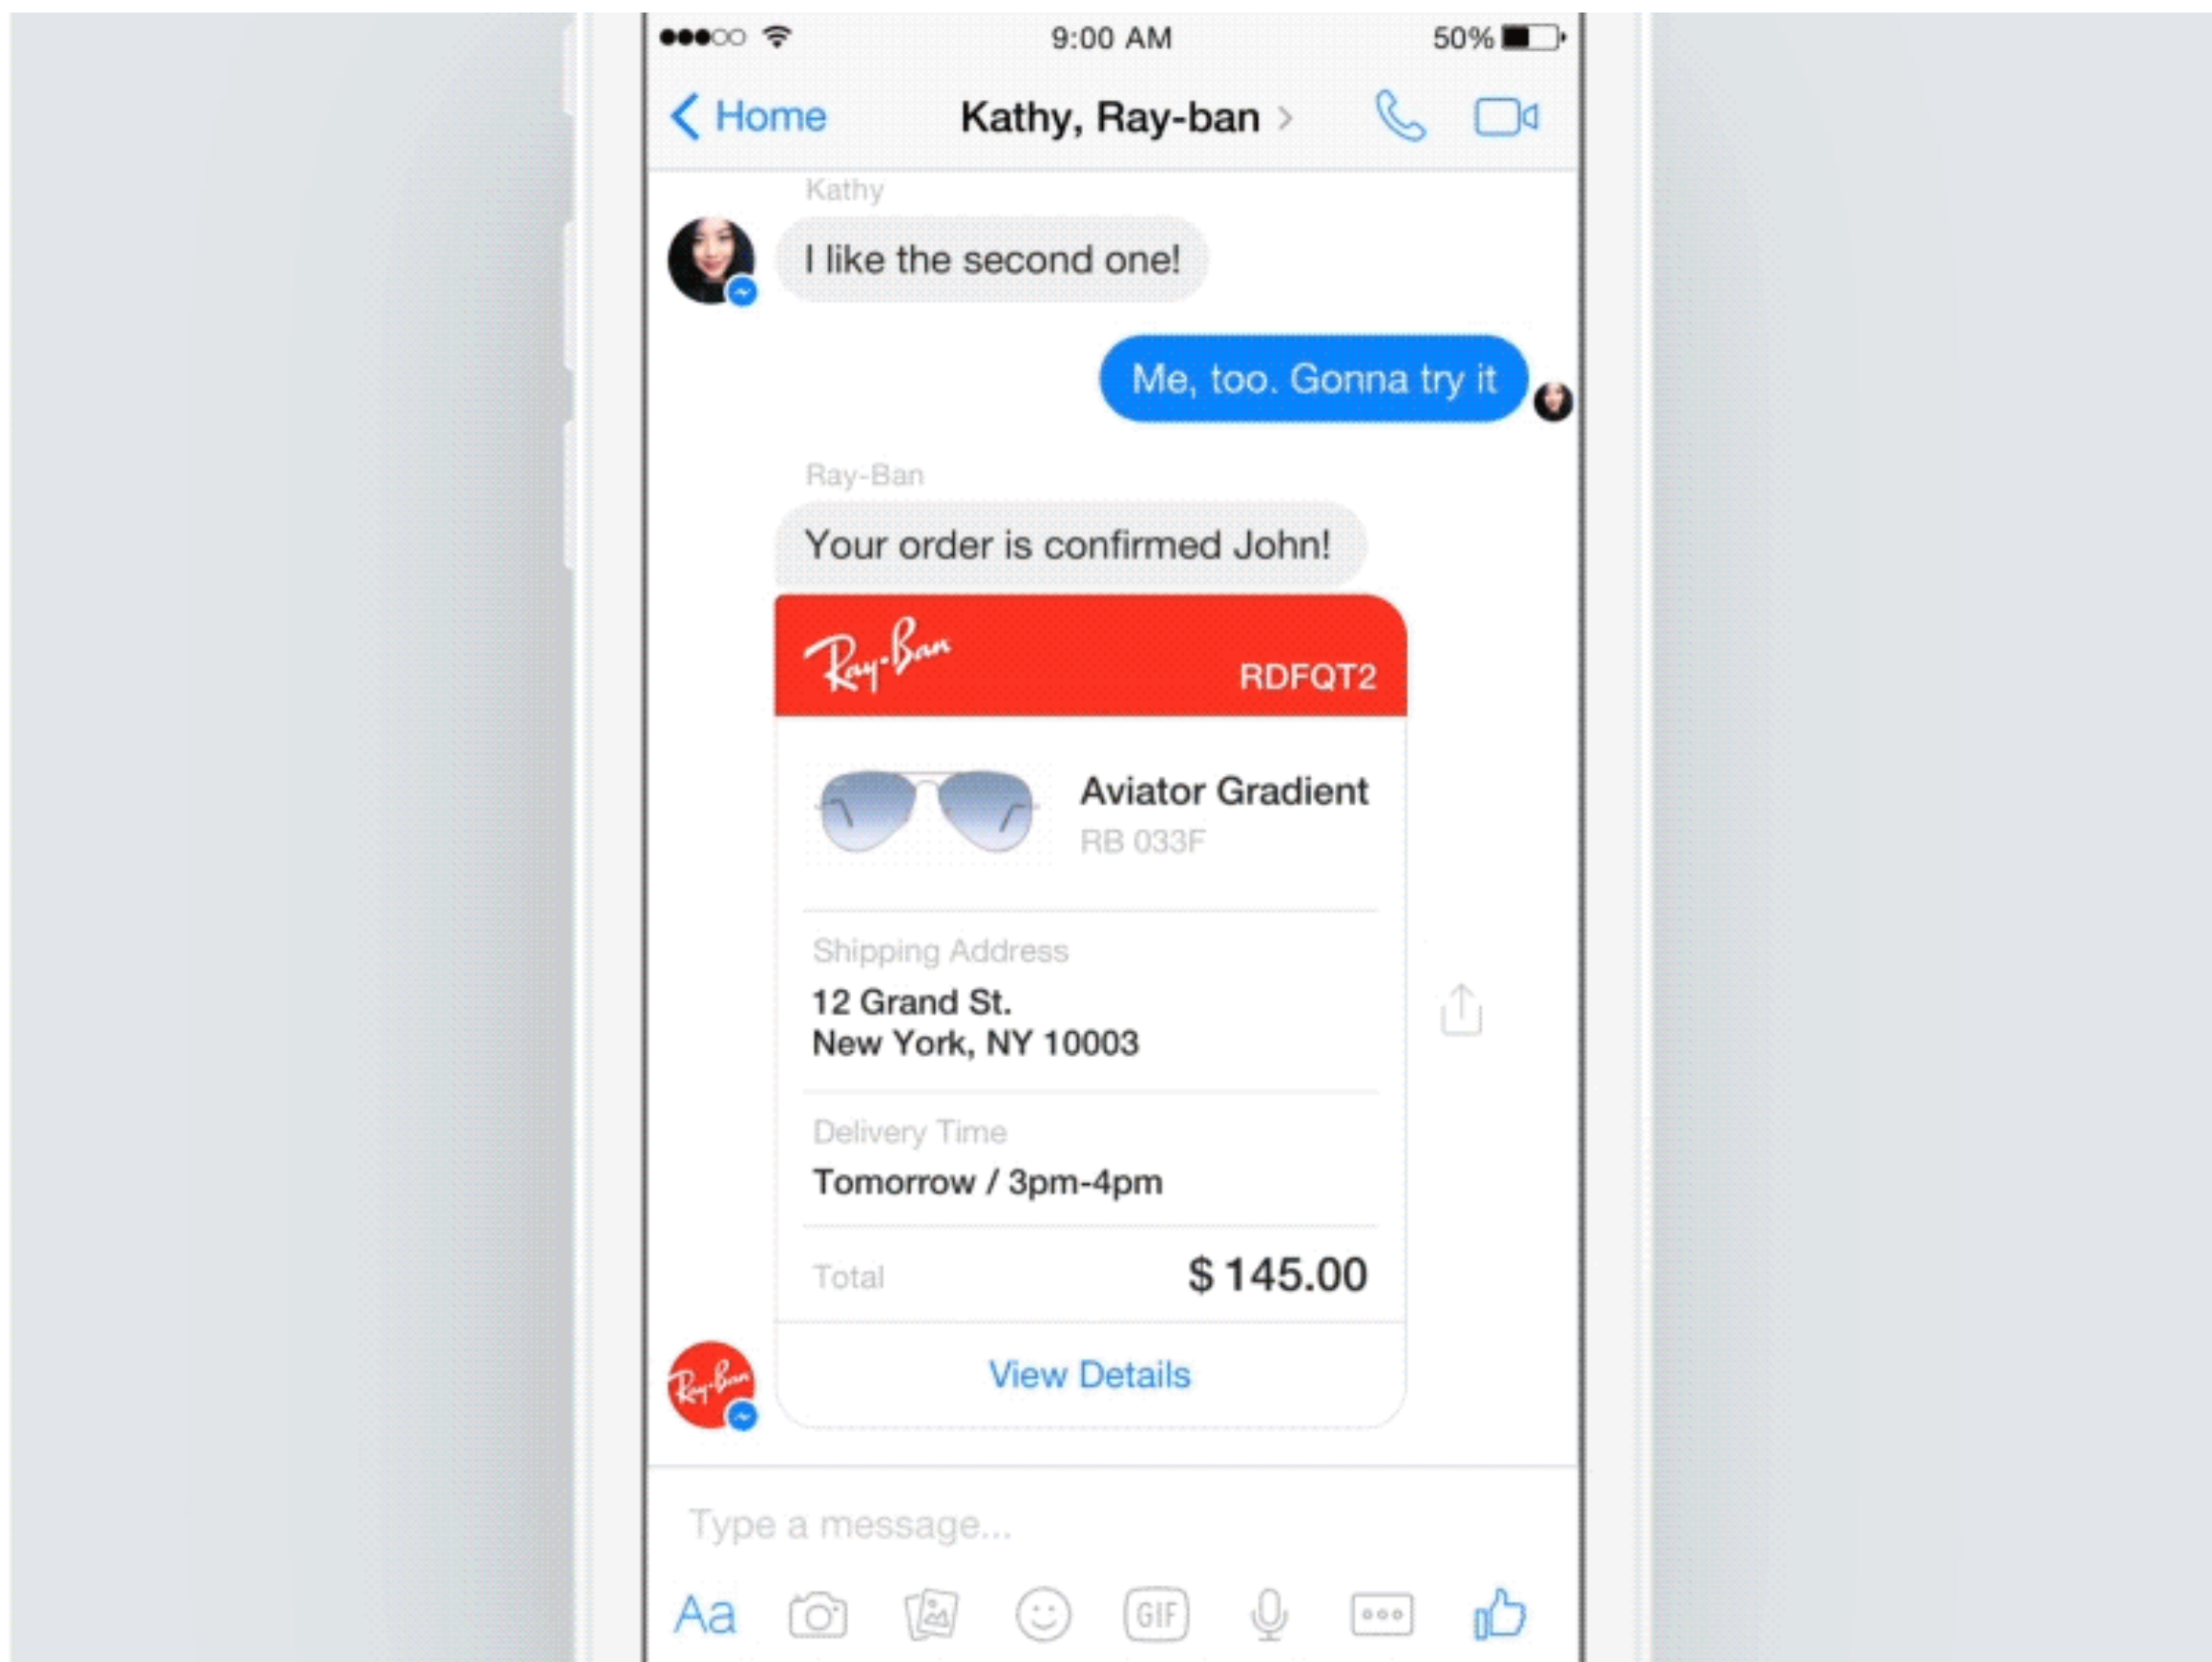 9:00 AM
50%
Home
Kathy, Ray-ban
Kathy
I like the second one!
Me, too. Gonna try it
Ray-Ban
Your order is confirmed John!
Ray-Ban
RDFQT2
Aviator Gradient
RB 033F
Shipping Address
12 Grand St.
New York, NY 10003
Delivery Time
Tomorrow / 3pm-4pm
Total
$ 145.00
Ray-Ban
View Details
Type a message...
Aa
GIF